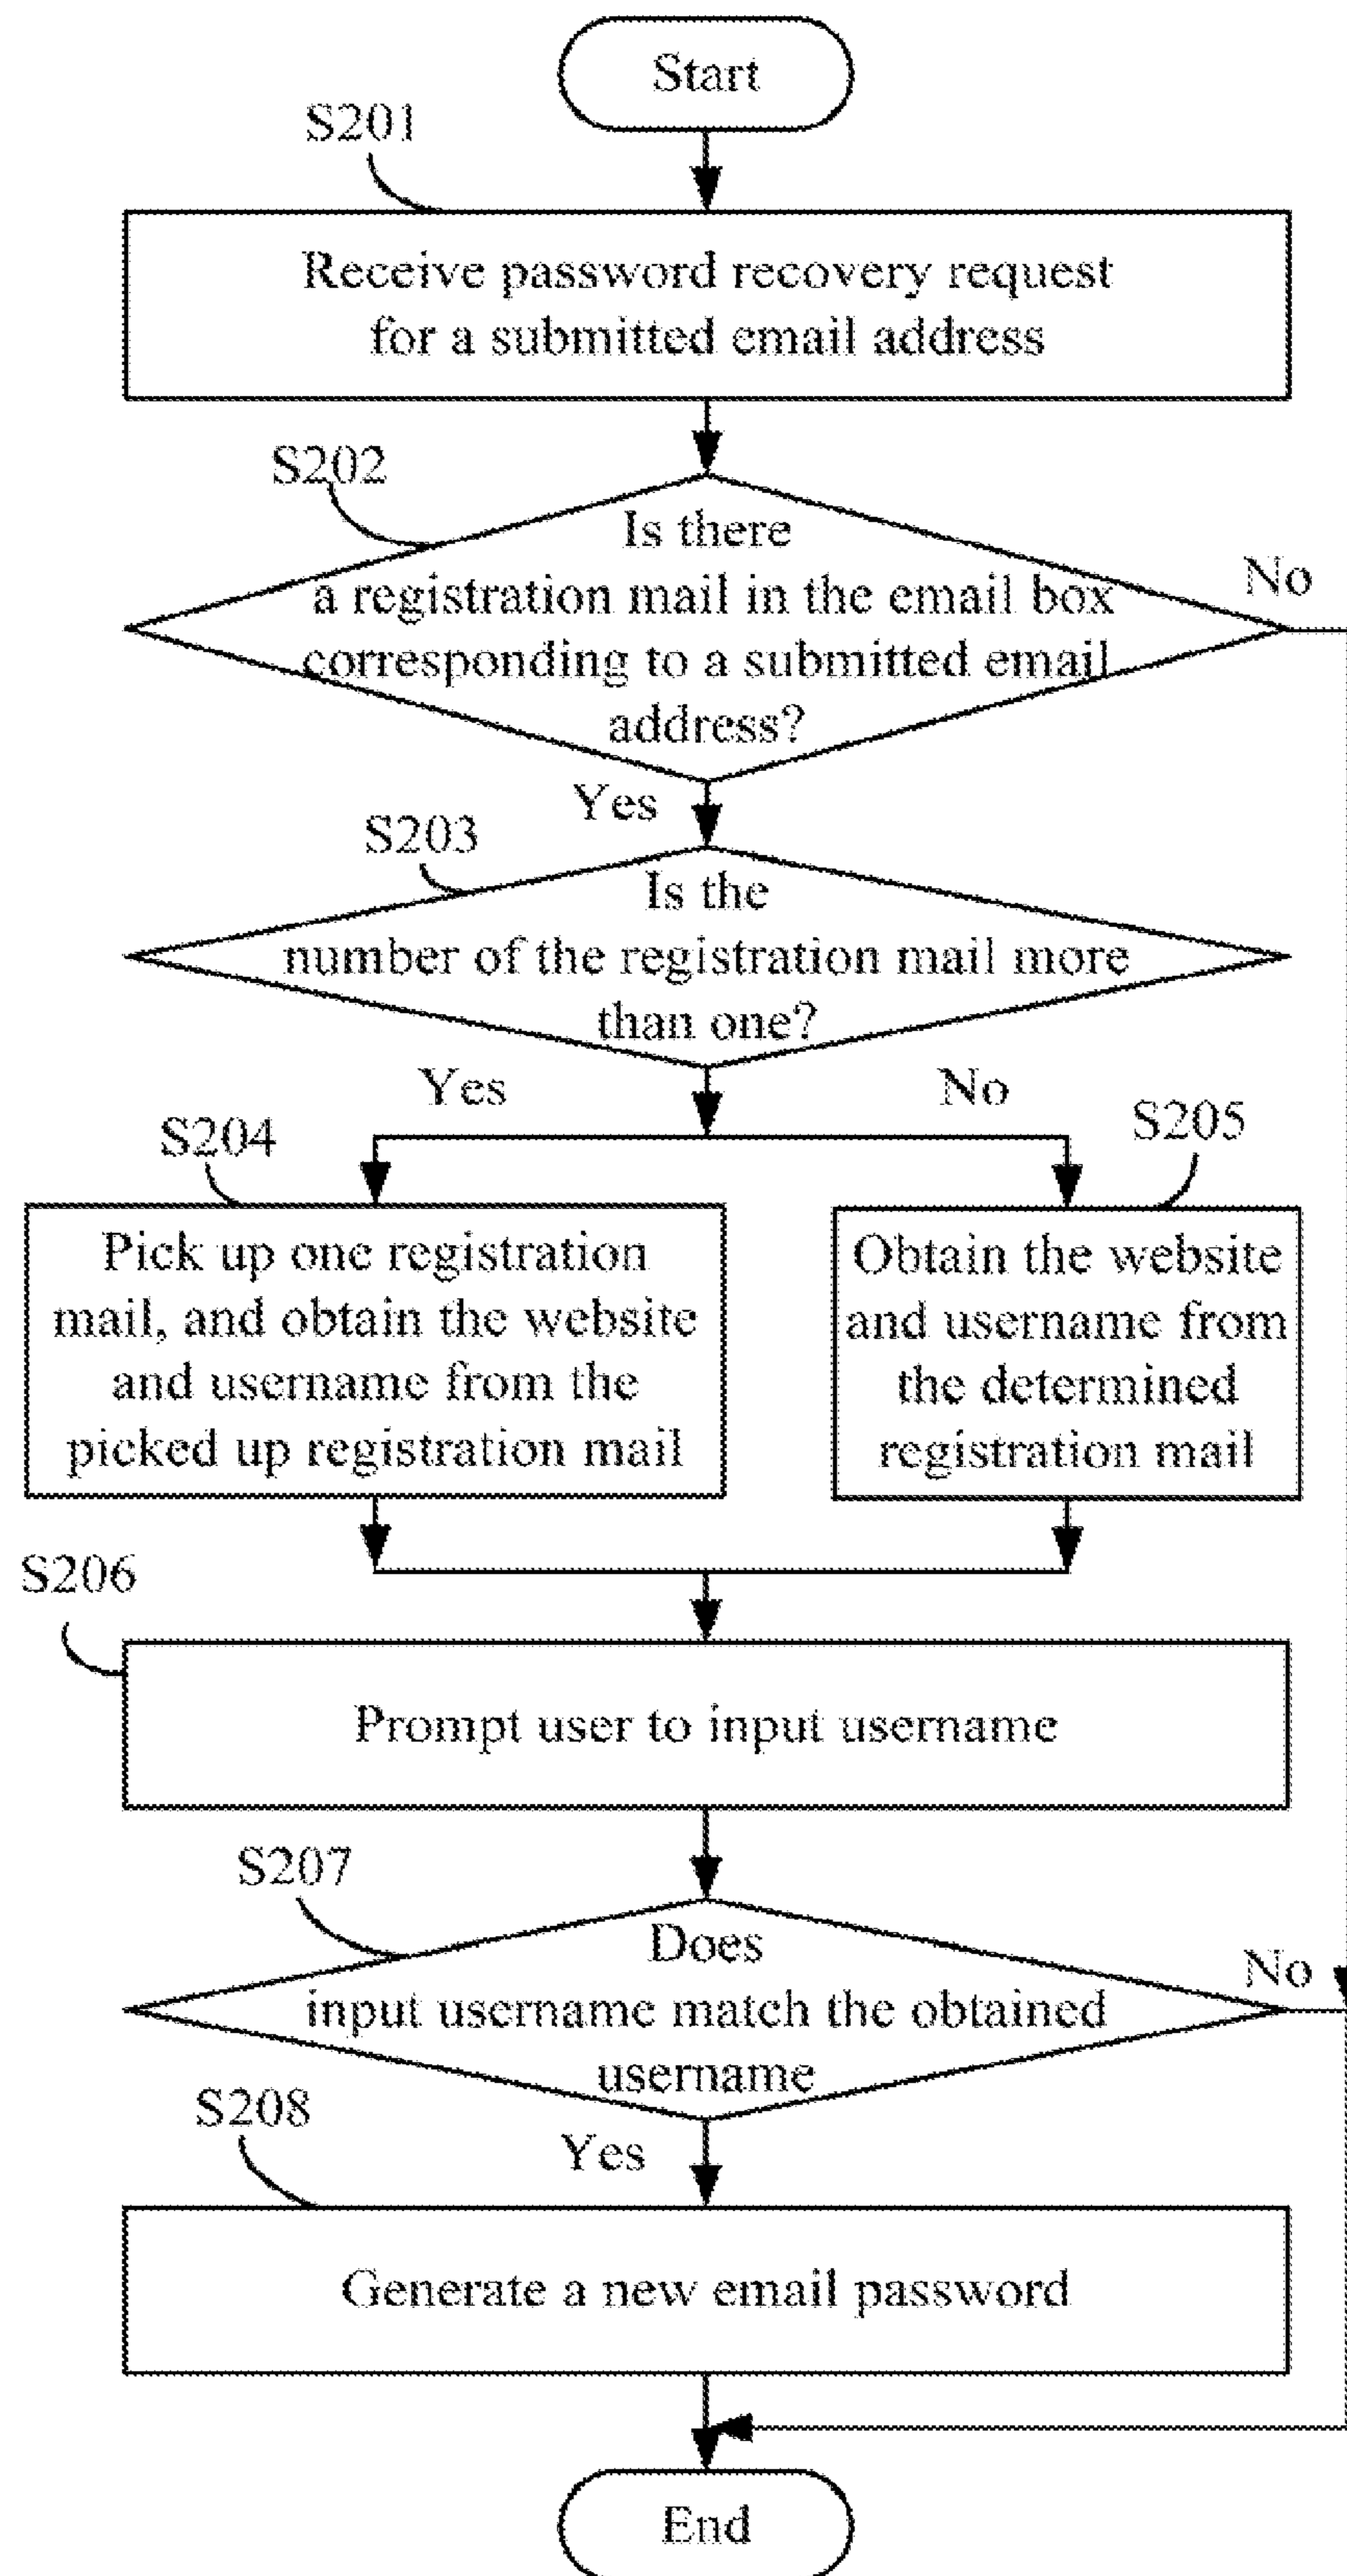 Start
S201
Receive password recovery request
for a submitted email address
S202
Is there
a registration mail in the email box
corresponding to a submitted email
address?
No
Yes
S203
Is the
number of the registration mail more
than one?
Yes
No
S204
S205
Pick up one registration
mail, and obtain the website
and username from the
picked up registration mail
Obtain the website
and username from
the determined
registration mail
S206
Prompt user to input username
S207
Does
input username match the obtained
username
No
S208
Yes
Generate a new email password
End